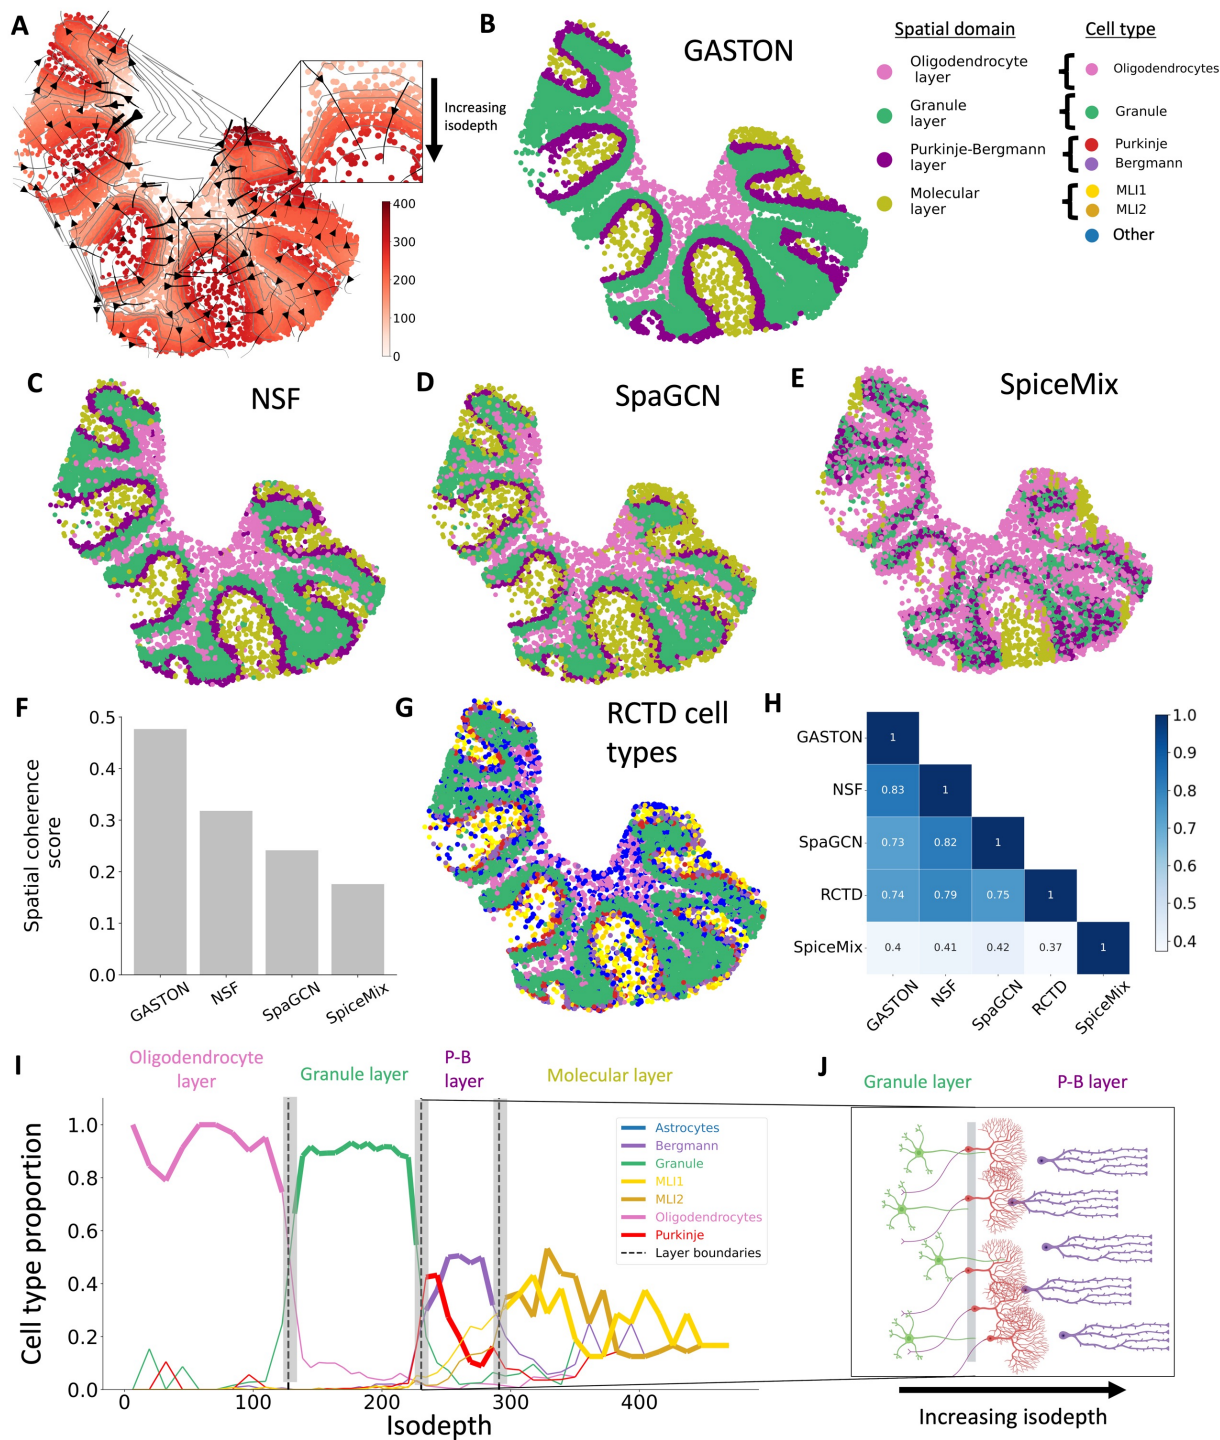 A
Increasing
isodepth
400
300
200
100
0
B
GASTON
Spatial domain
Oligodendrocyte
layer
Granule
layer
Purkinje-Bergmann
layer
Molecular
layer
Cell type
Oligodendrocytes
Granule
Purkinje
Bergmann
MLI1
MLI2
Other
C
NSF
D
SpaGCN
E
SpiceMix
F
Spatial coherence
score
0.5
0.4
0.3
0.2
0.1
0.0
GASTON
NSF
SpaGCN
SpiceMix
G
RCTD cell
types
H
GASTON
NSF
SpaGCN
RCTD
SpiceMix
1
0.83 1
0.73 0.82 1
0.74 0.79 0.75 1
0.4 0.41 0.42 0.37 1
GASTON
NSF
SpaGCN
RCTD
SpiceMix
1.0
0.9
0.8
0.7
0.6
0.5
0.4
I
Oligodendrocyte
layer
Granule layer
P-B
layer
Molecular layer
Cell type proportion
1.0
0.8
0.6
0.4
0.2
0.0
0 100 200 300 400
Isodepth
Astrocytes
Bergmann
Granule
MLI1
MLI2
Oligodendrocytes
Purkinje
Layer boundaries
J
Granule layer
P-B layer
Increasing isodepth